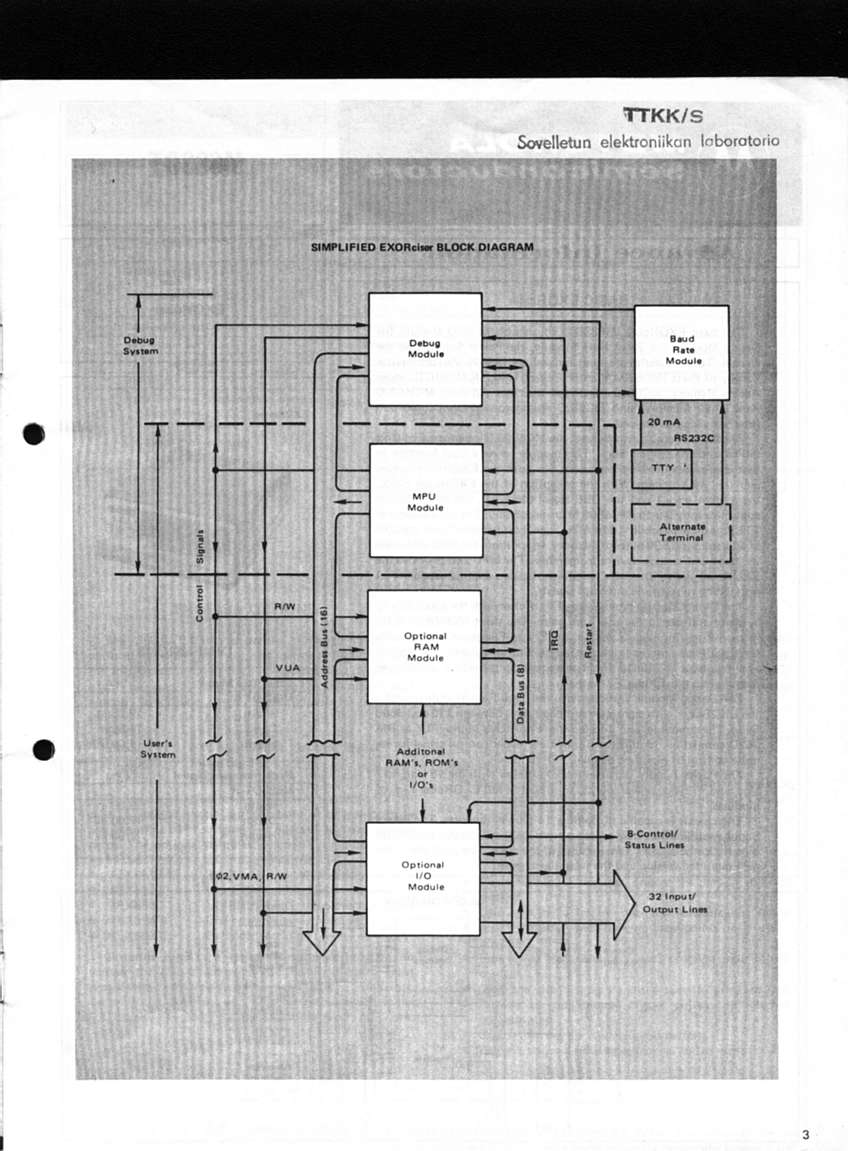 TTKK/S
Sovelletun elektroniikan laboratorio
SIMPLIFIED EXORciser BLOCK DIAGRAM
Debug
System
Debug
Module
Baud
Rate
Module
20 mA
RS232C
TTY
MPU
Module
Alternate
Terminal
Control Signals
R/W
Address Bus (16)
Optional
RAM
Module
IRQ
Restart
VUA
Data Bus (8)
User's
System
Additonal
RAM's, ROM's
or
I/O's
8-Control/
Status Lines
Optional
I/O
Module
Φ2, VMA, R/W
32 Input/
Output Lines
3